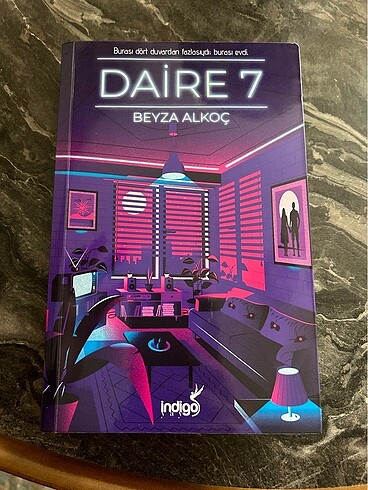 Burası dört duvardan fazlasıydı; burası evdi.
DAİRE 7
BEYZA ALKOÇ
indigo